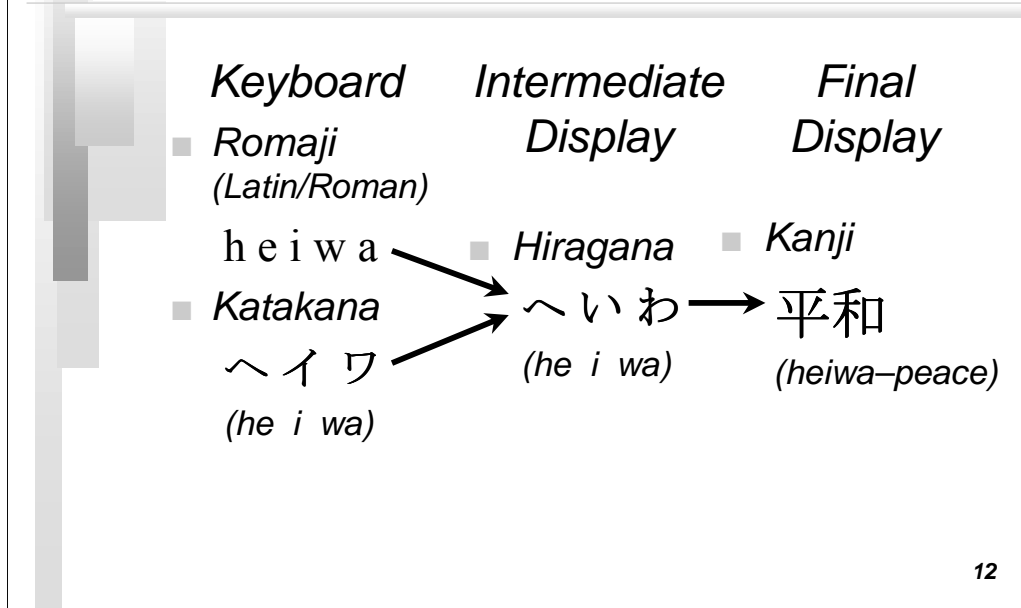 Keyboard
Romaji
(Latin/Roman)
h e i w a
Katakana
ヘ イ ワ
(he i wa)
Intermediate
Display
Hiragana
へ い わ
(he i wa)
Final
Display
Kanji
平和
(heiwa–peace)
12